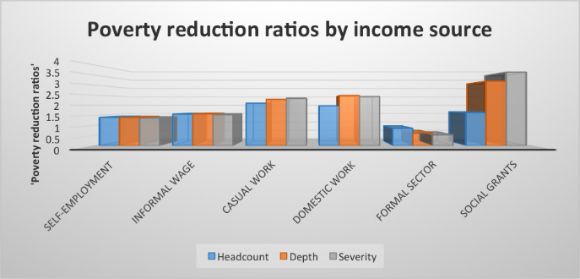 Poverty reduction ratios by income source
'Poverty reduction ratios'
4
3.5
3
2.5
2
1.5
1
0.5
0
SELF-EMPLOYMENT
INFORMAL WAGE
CASUAL WORK
DOMESTIC WORK
FORMAL SECTOR
SOCIAL GRANTS
Headcount Depth Severity